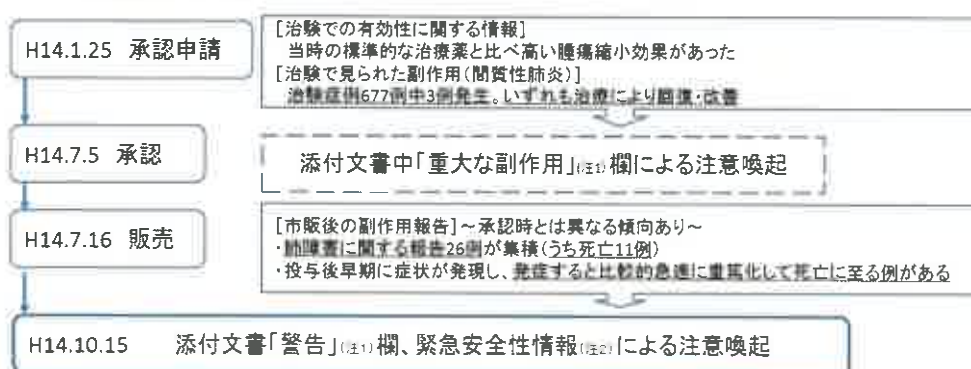 H14.1.25 承認申請
[治験での有効性に関する情報]
当時の標準的な治療薬と比べ高い腫瘍縮小効果があった
[治験で見られた副作用(間質性肺炎)]
治験症例677例中3例発生。いずれも治療により回復・改善
H14.7.5 承認
添付文書中「重大な副作用」(注1)欄による注意喚起
H14.7.16 販売
[市販後の副作用報告]～承認時とは異なる傾向あり～
・肺障害に関する報告26例が集積(うち死亡11例)
・投与後早期に症状が発現し、発症すると比較的急速に重篤化して死亡に至る例がある
H14.10.15 添付文書「警告」(注1)欄、緊急安全性情報(注2)による注意喚起